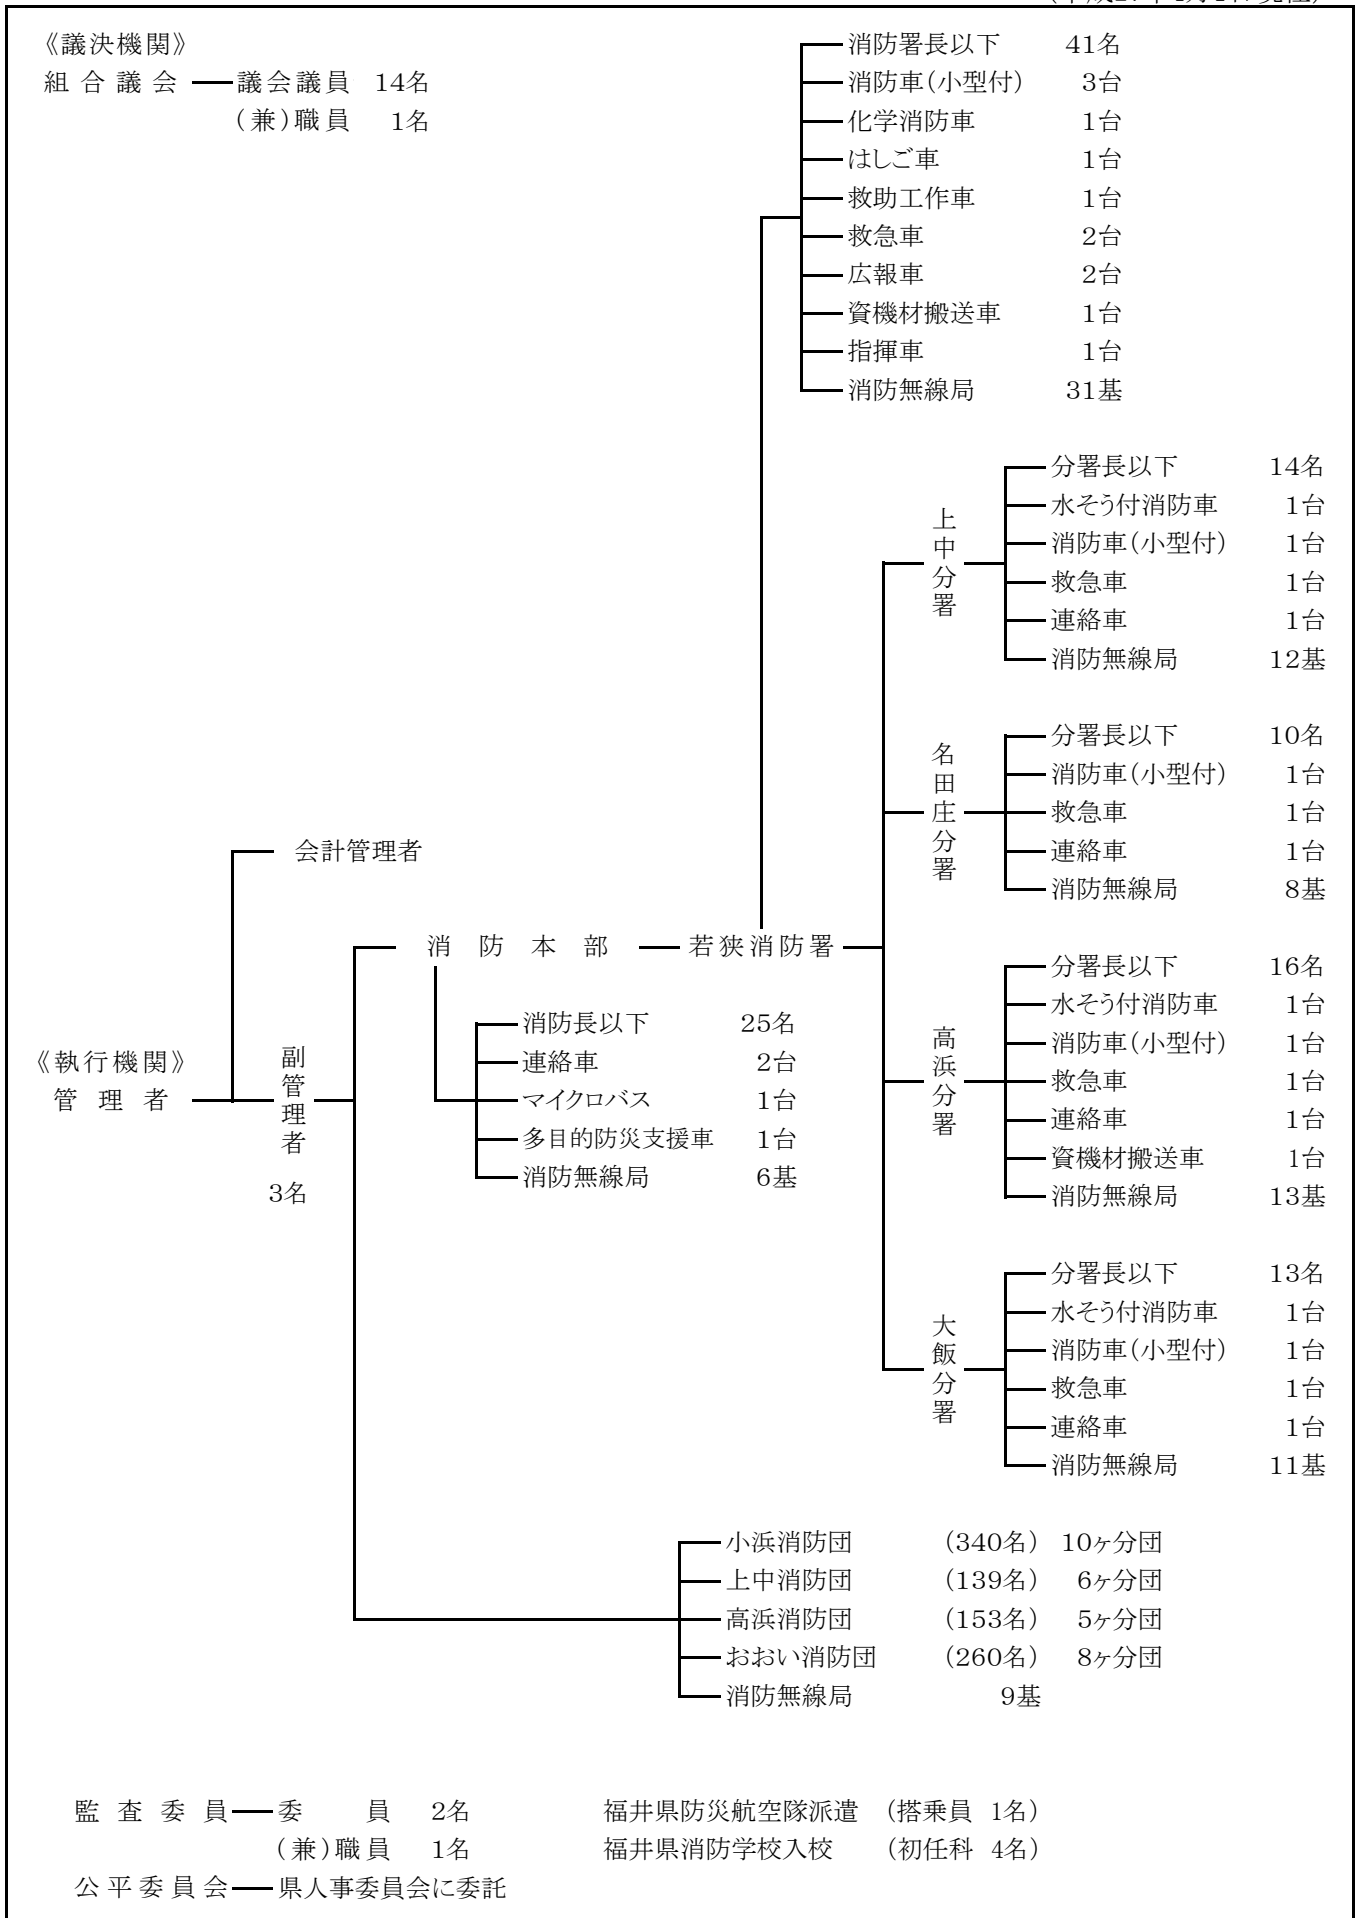 《議決機関》
組合議会 議会議員 14名
(兼)職員 1名
消防署長以下 41名
消防車(小型付) 3台
化学消防車 1台
はしご車 1台
救助工作車 1台
救急車 2台
広報車 2台
資機材搬送車 1台
指揮車 1台
消防無線局 31基
上中分署
分署長以下 14名
水そう付消防車 1台
消防車(小型付) 1台
救急車 1台
連絡車 1台
消防無線局 12基
名田庄分署
分署長以下 10名
消防車(小型付) 1台
救急車 1台
連絡車 1台
消防無線局 8基
会計管理者
消防本部 若狭消防署
消防長以下 25名
連絡車 2台
マイクロバス 1台
多目的防災支援車 1台
消防無線局 6基
《執行機関》
管理者
副管理者
3名
高浜分署
分署長以下 16名
水そう付消防車 1台
消防車(小型付) 1台
救急車 1台
連絡車 1台
資機材搬送車 1台
消防無線局 13基
大飯分署
分署長以下 13名
水そう付消防車 1台
消防車(小型付) 1台
救急車 1台
連絡車 1台
消防無線局 11基
小浜消防団 (340名) 10ヶ分団
上中消防団 (139名) 6ヶ分団
高浜消防団 (153名) 5ヶ分団
おおい消防団 (260名) 8ヶ分団
消防無線局 9基
監査委員 委員 2名
(兼)職員 1名
公平委員会 県人事委員会に委託
福井県防災航空隊派遣 (搭乗員 1名)
福井県消防学校入校 (初任科 4名)